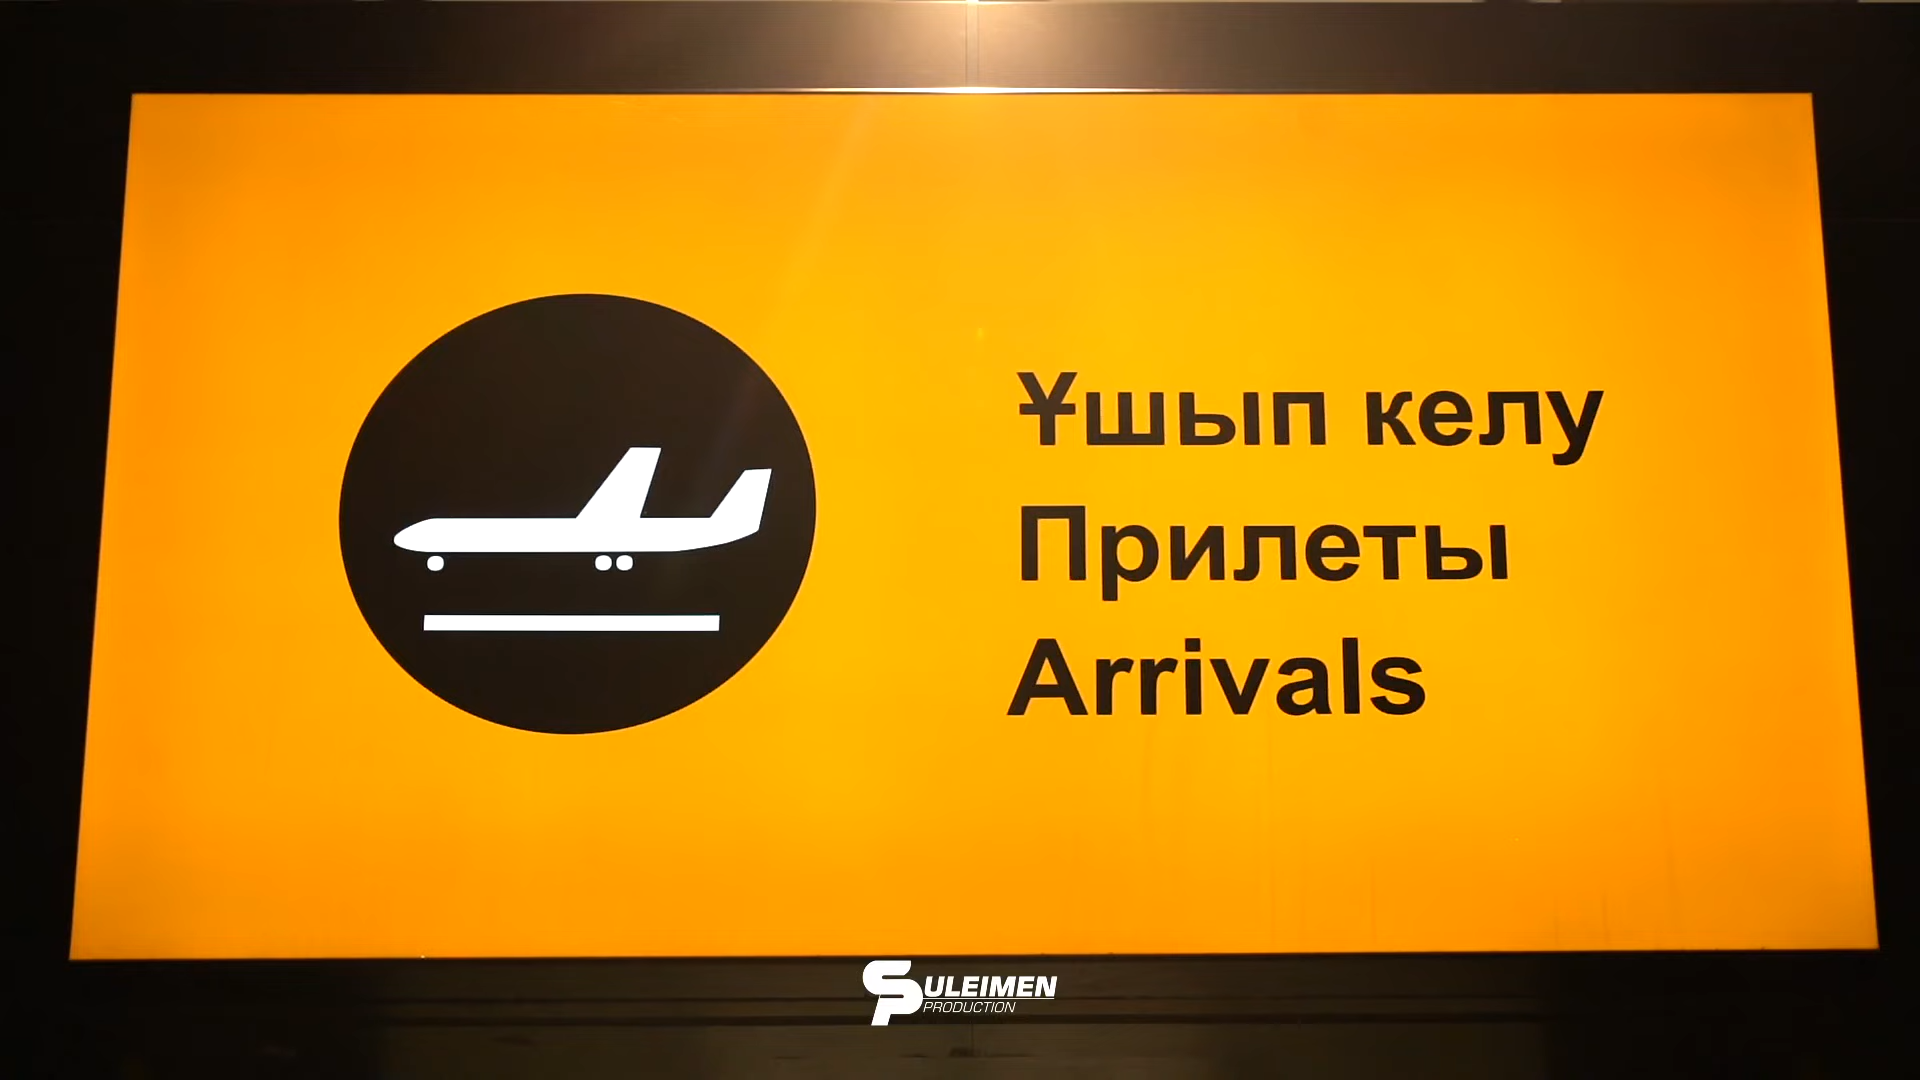 Ұшып келу
Прилеты
Arrivals
SULEIMEN
PRODUCTION